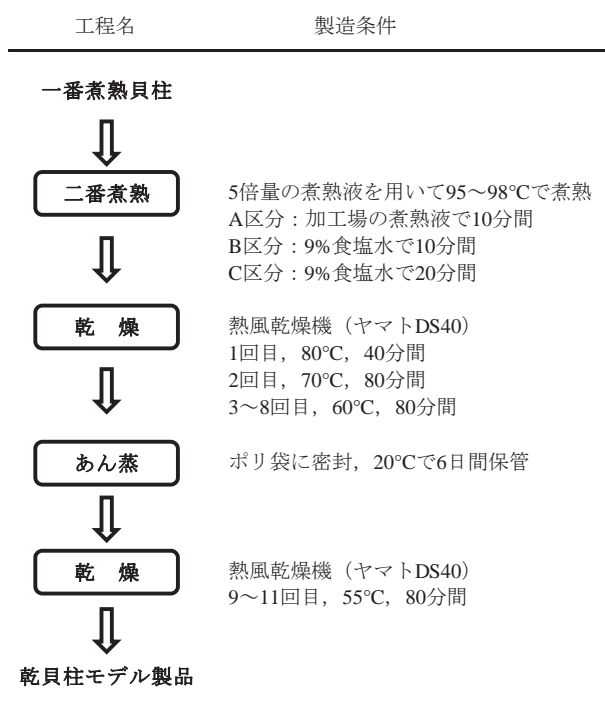 工程名 製造条件
一番煮熟貝柱
二番煮熟 5倍量の煮熟液を用いて95～98℃で煮熟
A区分：加工場の煮熟液で10分間
B区分：9%食塩水で10分間
C区分：9%食塩水で20分間
乾 燥 熱風乾燥機（ヤマトDS40）
1回目，80℃，40分間
2回目，70℃，80分間
3～8回目，60℃，80分間
あん蒸 ポリ袋に密封，20℃で6日間保管
乾 燥 熱風乾燥機（ヤマトDS40）
9～11回目，55℃，80分間
乾貝柱モデル製品